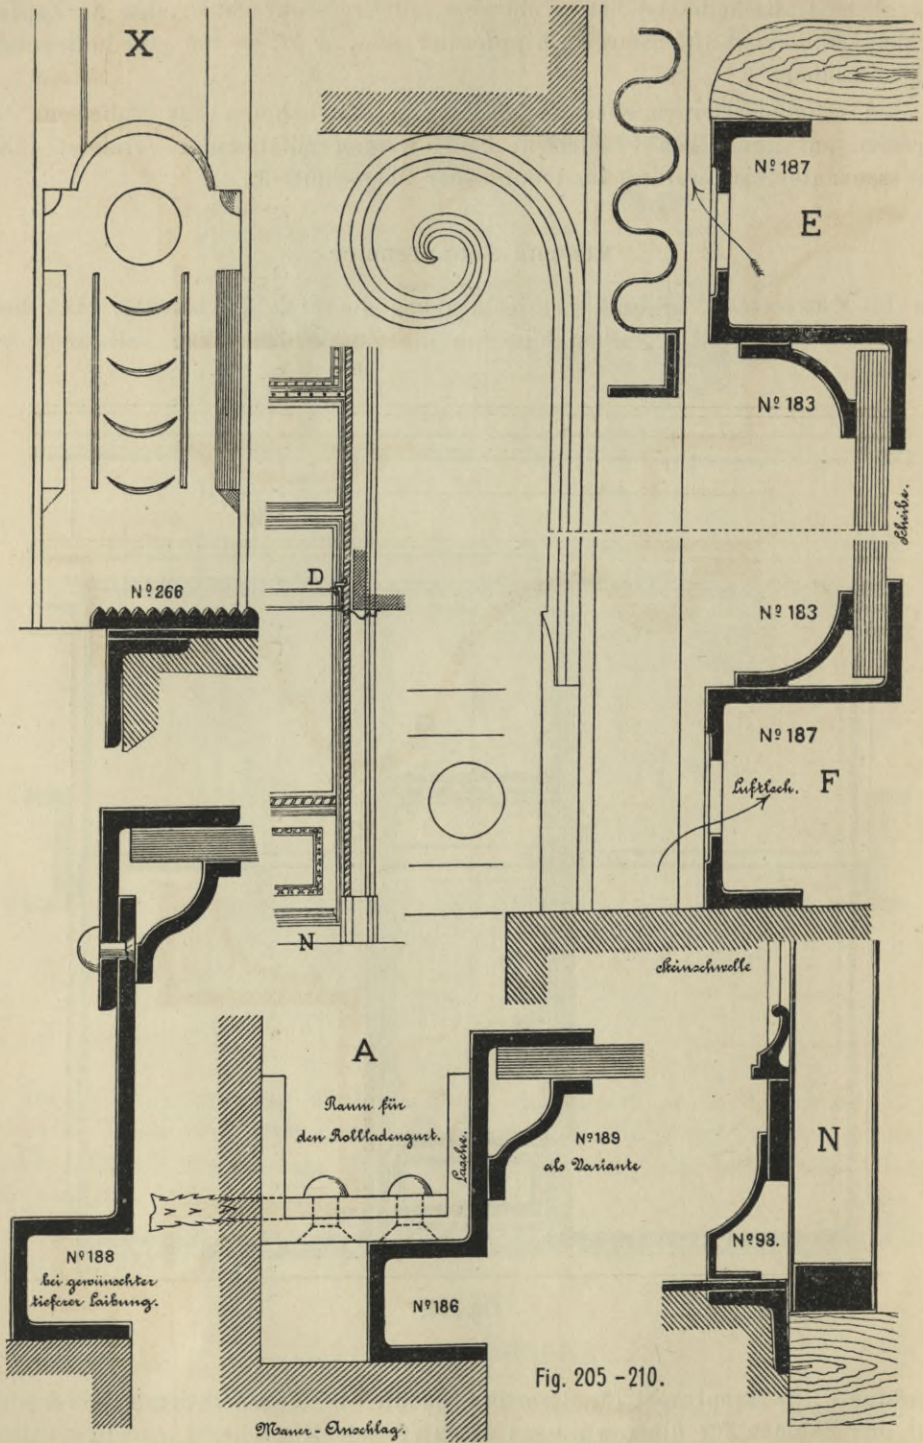 X
Nº 187
E
Nº 183
Scheibe.
D
Nº 266
Nº 183
Nº 187
Luftloch. F
N
Steinschwelle
A
Raum für
den Rollladengurt.
Lasche.
Nº 189
als Variante
N
Nº 93.
Nº 188
bei gewünschter
tieferer Laibung.
Nº 186
Fig. 205 - 210.
Mauer - Anschlag.